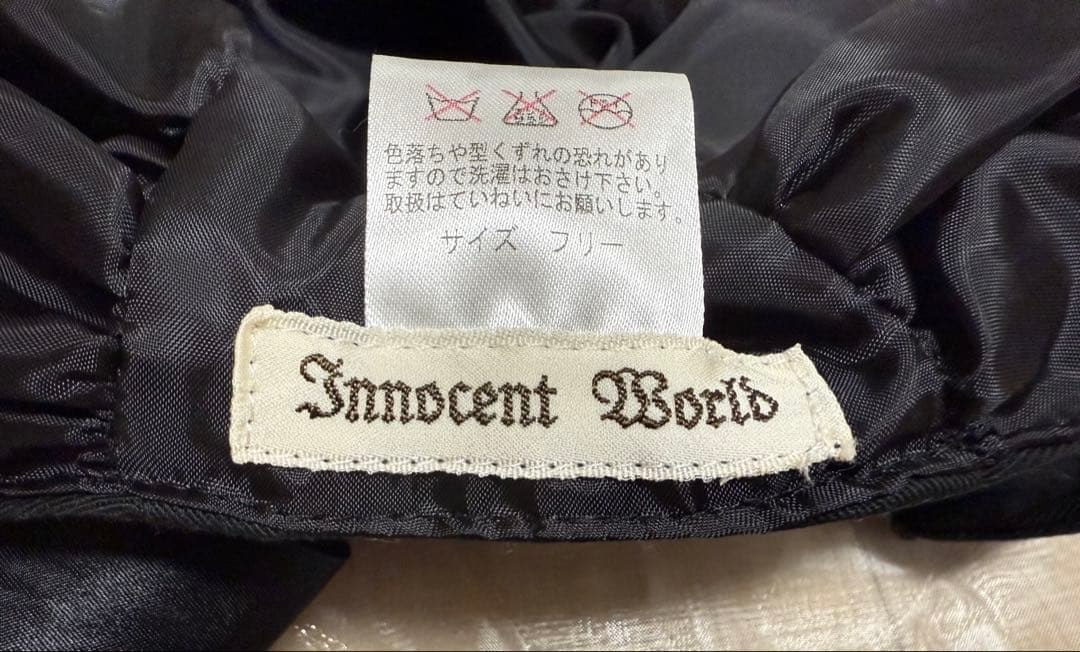 色落ちや型くずれの恐れがあり
ますので洗濯はおさけ下さい。
取扱はていねいにお願いします。
サイズ　フリー
Innocent World